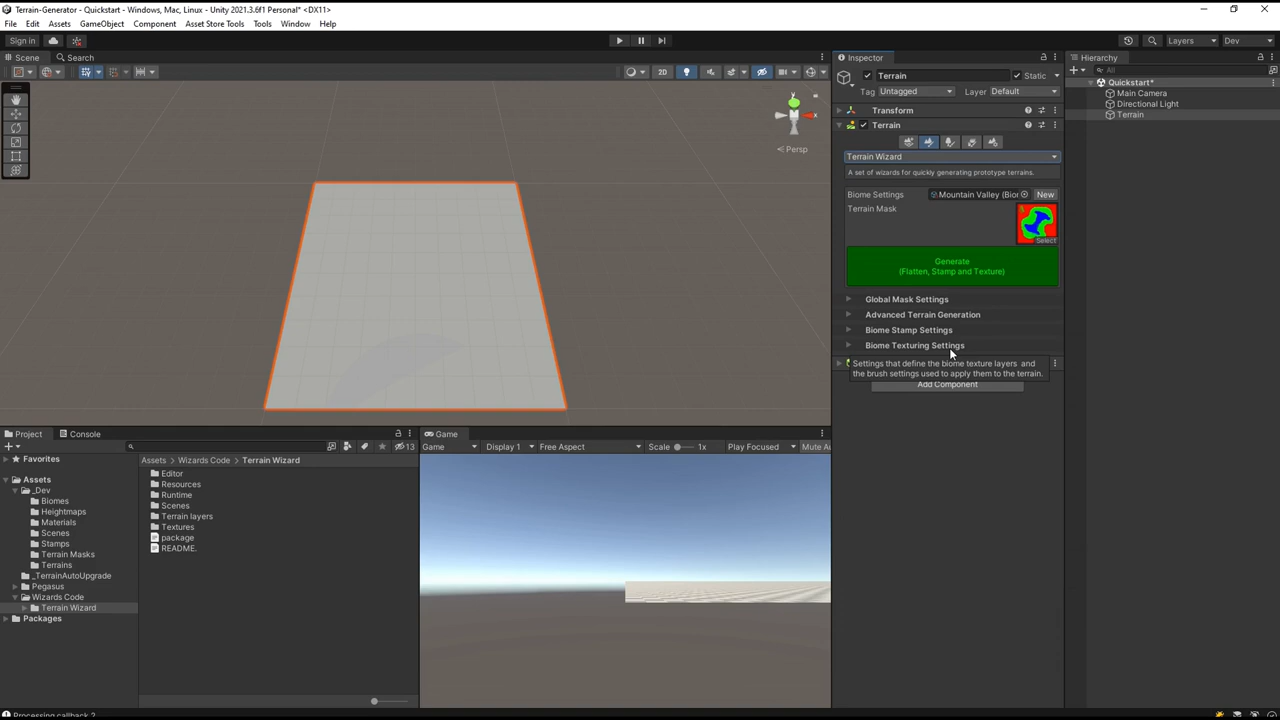 Terrain-Generator - Quickstart - Windows, Mac, Linux - Unity 2021.3.6f1 Personal* <DX11>
File Edit Assets GameObject Component Asset Store Tools Tools Window Help
Sign in
Layers Dev
Scene Search
2D
y
x
Persp
Inspector
Terrain Static
Tag Untagged Layer Default
Transform
Terrain
Terrain Wizard
A set of wizards for quickly generating prototype terrains.
Biome Settings Mountain Valley (Bior New
Terrain Mask
Select
Generate
(Flatten, Stamp and Texture)
Global Mask Settings
Advanced Terrain Generation
Biome Stamp Settings
Biome Texturing Settings
Settings that define the biome texture layers and
the brush settings used to apply them to the terrain.
Add Component
Hierarchy
All
Quickstart*
Main Camera
Directional Light
Terrain
Project Console
13
Favorites
Assets
_Dev
Biomes
Heightmaps
Materials
Scenes
Stamps
Terrain Masks
Terrains
_TerrainAutoUpgrade
Pegasus
Wizards Code
Terrain Wizard
Packages
Assets Wizards Code Terrain Wizard
Editor
Resources
Runtime
Scenes
Terrain layers
Textures
package
README.
Game
Game Display 1 Free Aspect Scale 1x Play Focused Mute Au
Processing callback 2